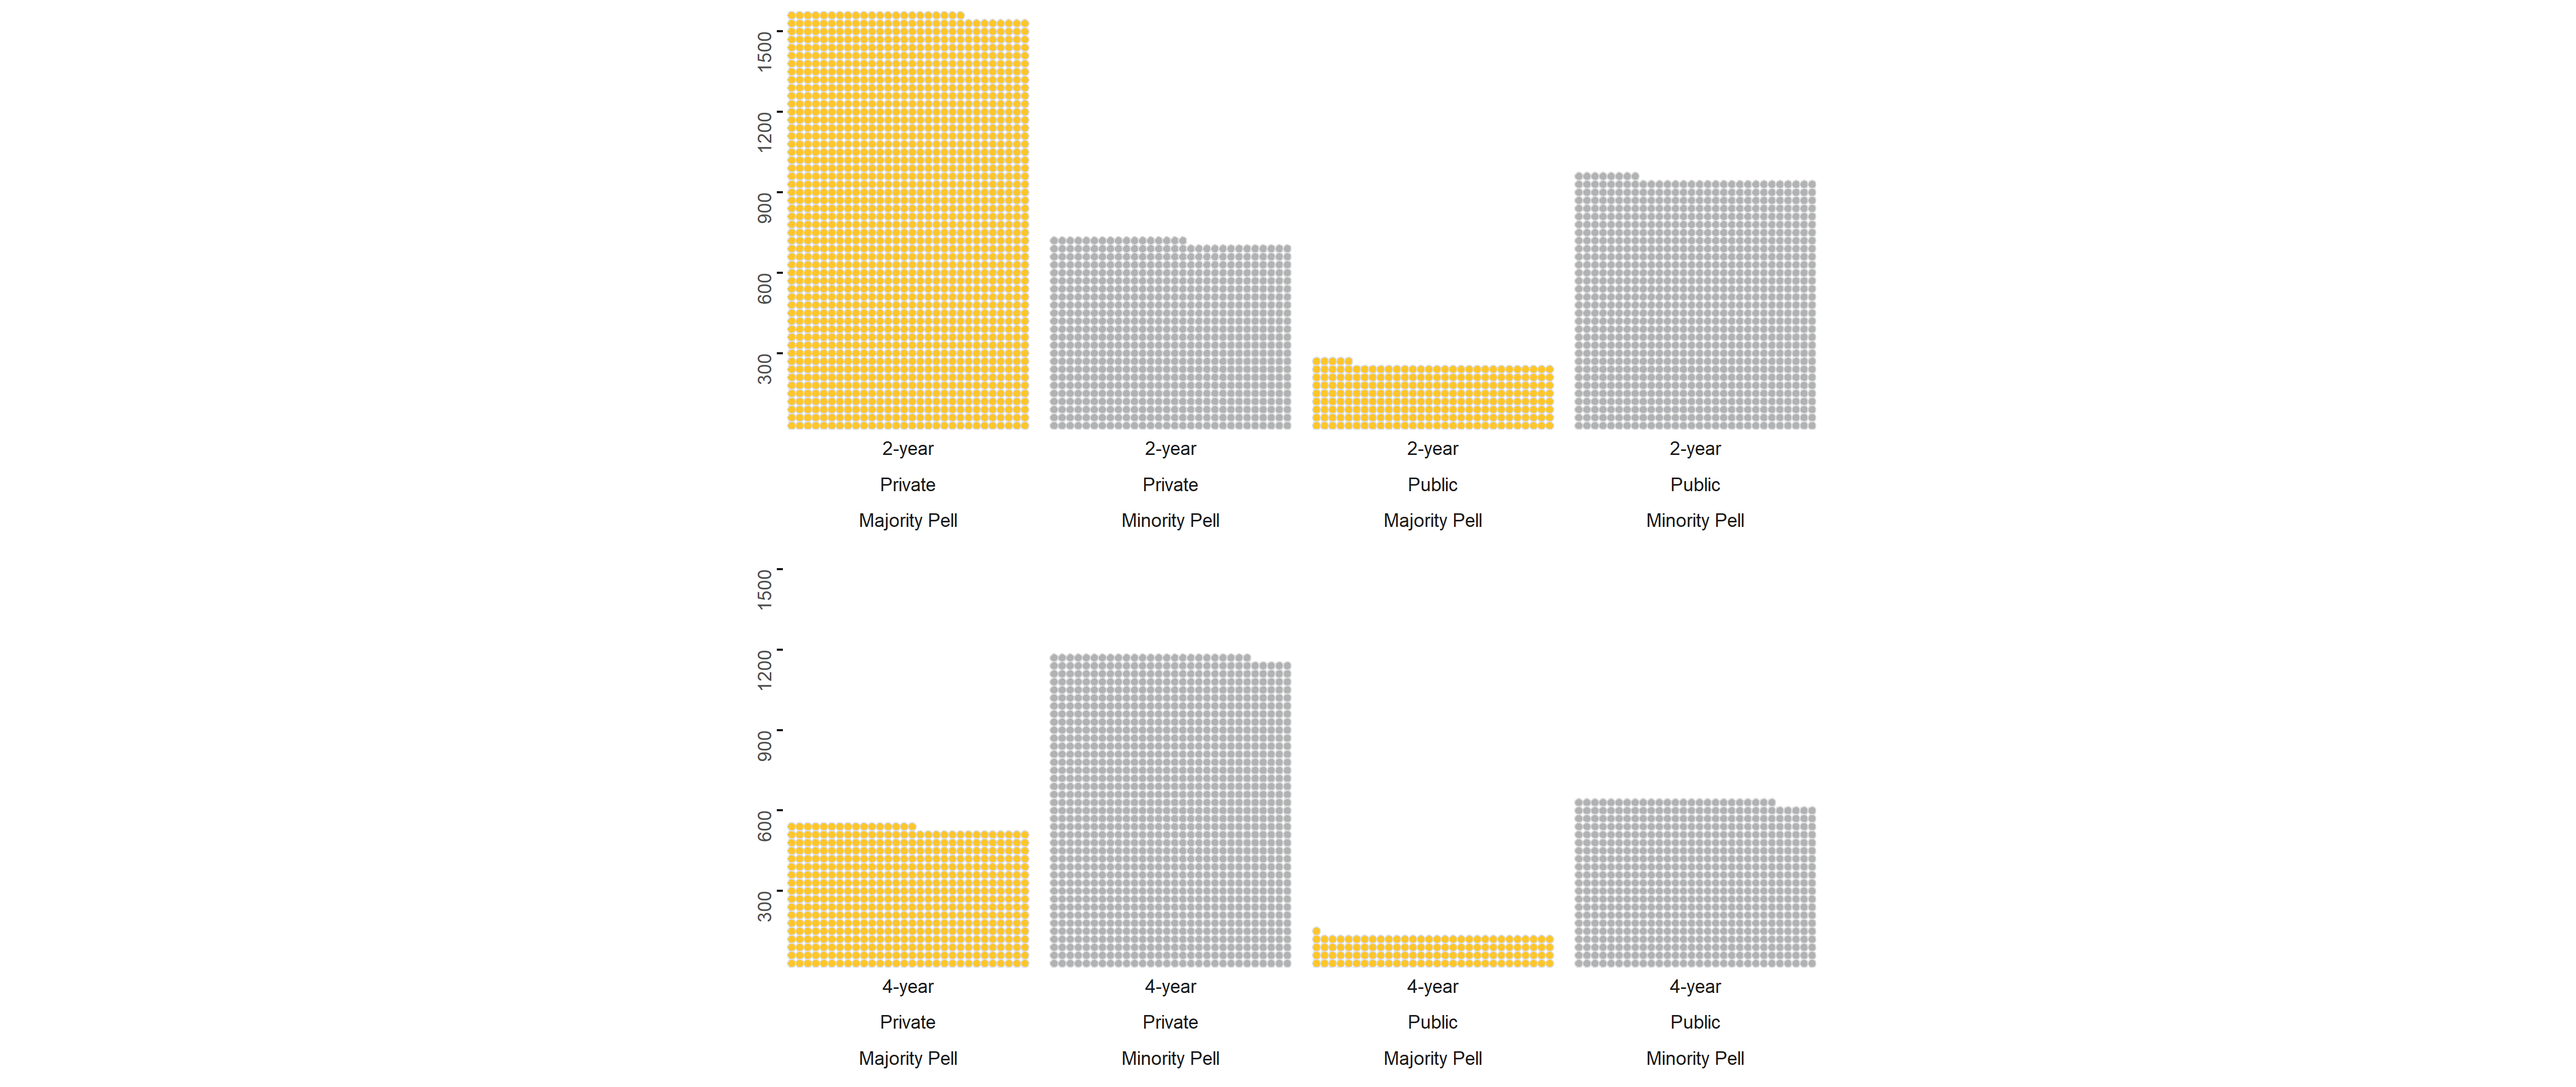 1500
1200
900
600
300
2-year 2-year 2-year 2-year
Private Private Public Public
Majority Pell Minority Pell Majority Pell Minority Pell
1500
1200
900
600
300
4-year 4-year 4-year 4-year
Private Private Public Public
Majority Pell Minority Pell Majority Pell Minority Pell